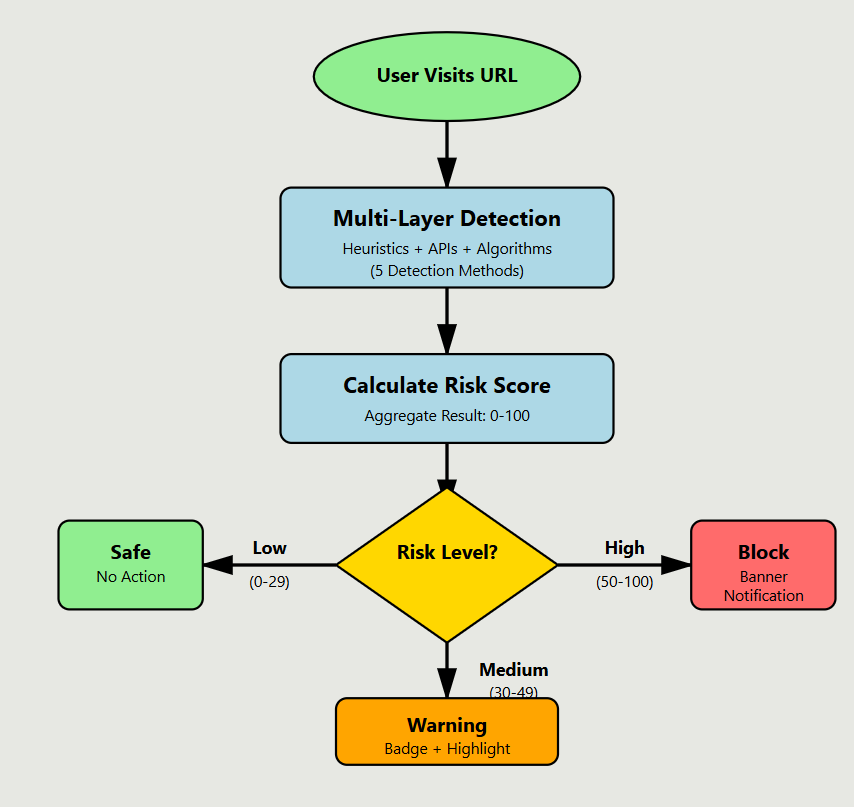 User Visits URL
Multi-Layer Detection
Heuristics + APIs + Algorithms
(5 Detection Methods)
Calculate Risk Score
Aggregate Result: 0-100
Risk Level?
Low
(0-29)
Safe
No Action
High
(50-100)
Block
Banner
Notification
Medium
(30-49)
Warning
Badge + Highlight